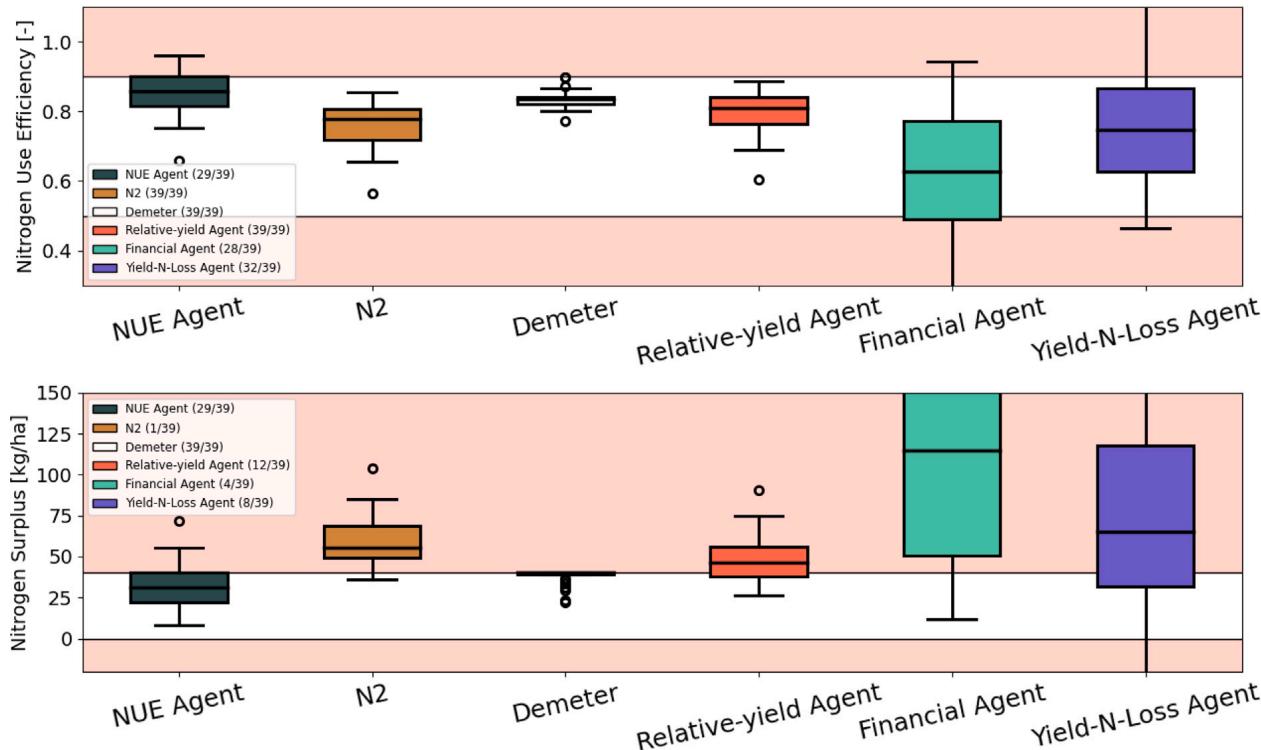 Nitrogen Use Efficiency [-]
1.0
0.8
0.6
0.4
NUE Agent (29/39)
N2 (39/39)
Demeter (39/39)
Relative-yield Agent (39/39)
Financial Agent (28/39)
Yield-N-Loss Agent (32/39)
NUE Agent
N2
Demeter
Relative-yield Agent
Financial Agent
Yield-N-Loss Agent
Nitrogen Surplus [kg/ha]
150
125
100
75
50
25
0
NUE Agent (29/39)
N2 (1/39)
Demeter (39/39)
Relative-yield Agent (12/39)
Financial Agent (4/39)
Yield-N-Loss Agent (8/39)
NUE Agent
N2
Demeter
Relative-yield Agent
Financial Agent
Yield-N-Loss Agent